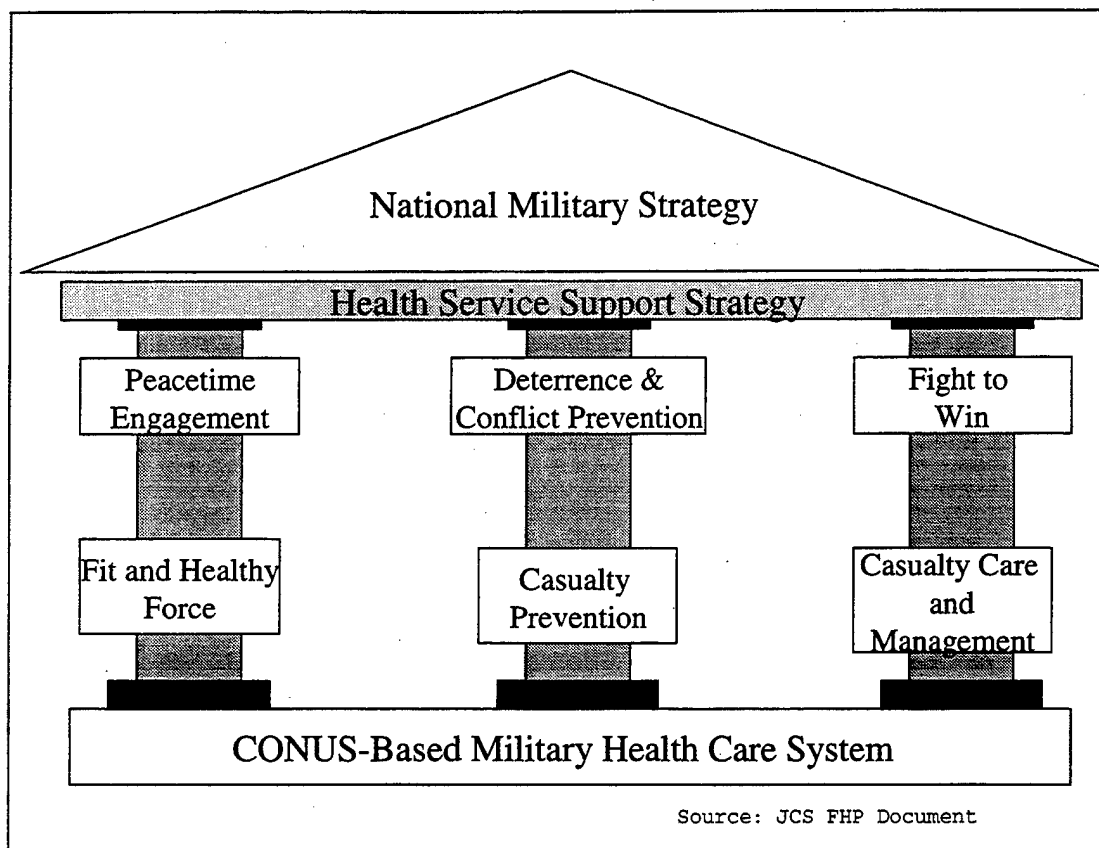 National Military Strategy
Health Service Support Strategy
Peacetime
Engagement
Deterrence &
Conflict Prevention
Fight to
Win
Fit and Healthy
Force
Casualty
Prevention
Casualty Care
and
Management
CONUS-Based Military Health Care System
Source: JCS FHP Document